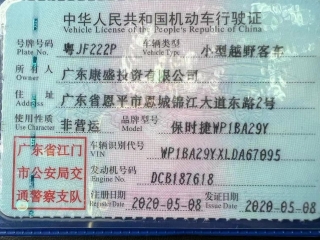 中华人民共和国机动车行驶证
Vehicle License of the People's Republic of China
号牌号码 粤JF222P 车辆类型 小型越野客车
Plate No. Vehicle Type
所有人 广东康盛投资有限公司
Owner
住址 广东省恩平市恩城锦江大道东路2号
Address
使用性质 非营运 品牌型号 保时捷WP1BA29Y
Use Character Model
广东省江门
市公安局交
通警察支队
车辆识别代号 WP1BA29YXLDA67095
VIN
发动机号码 DCB187618
Engine No.
注册日期 2020-05-08 发证日期 2020-05-08
Register Date Issue Date